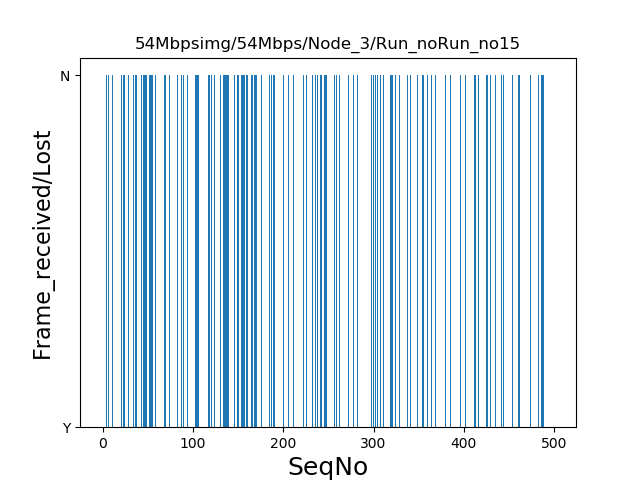 54Mbpsimg/54Mbps/Node_3/Run_noRun_no15
N
Frame_received/Lost
Y
0 100 200 300 400 500
SeqNo